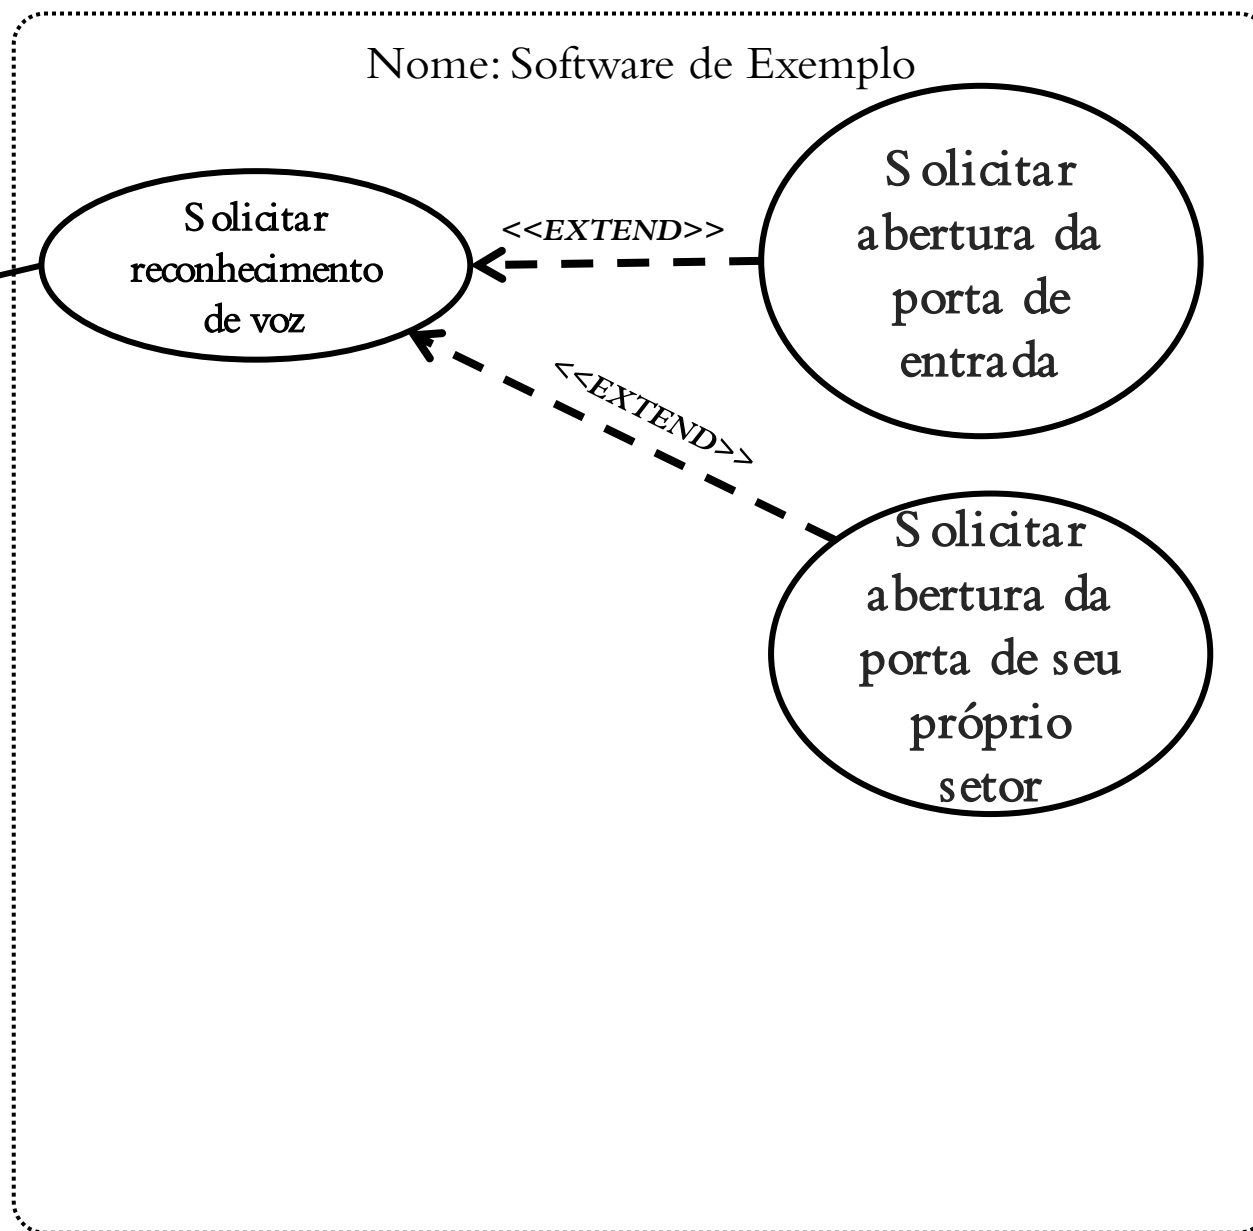 Nome: Software de Exemplo
Solicitar
reconhecimento
de voz
<<EXTEND>>
Solicitar
abertura da
porta de
entrada
<<EXTEND>>
Solicitar
abertura da
porta de seu
próprio
setor